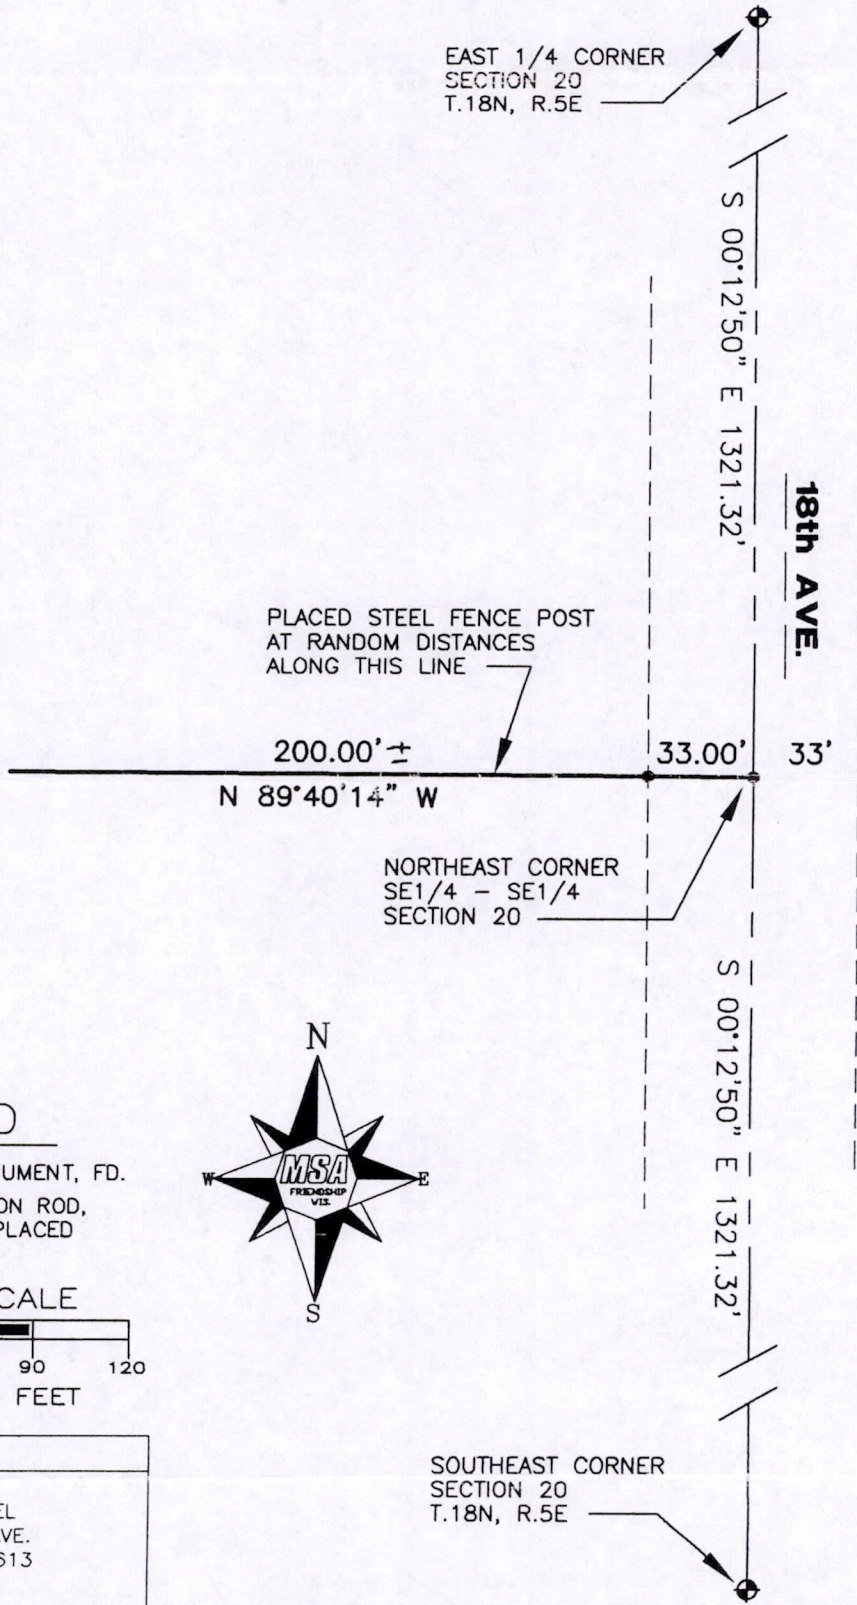 EAST 1/4 CORNER
SECTION 20
T.18N, R.5E
S 00°12'50" E 1321.32'
18th AVE.
PLACED STEEL FENCE POST
AT RANDOM DISTANCES
ALONG THIS LINE
200.00' ±
33.00'
33'
N 89°40'14" W
NORTHEAST CORNER
SE1/4 – SE1/4
SECTION 20
S 00°12'50" E 1321.32'
N
W
MSA
FRIENDSHIP
WIS.
E
S
D
UMENT, FD.
ON ROD,
PLACED
CALE
90 120
FEET
EL
VE.
613
SOUTHEAST CORNER
SECTION 20
T.18N, R.5E